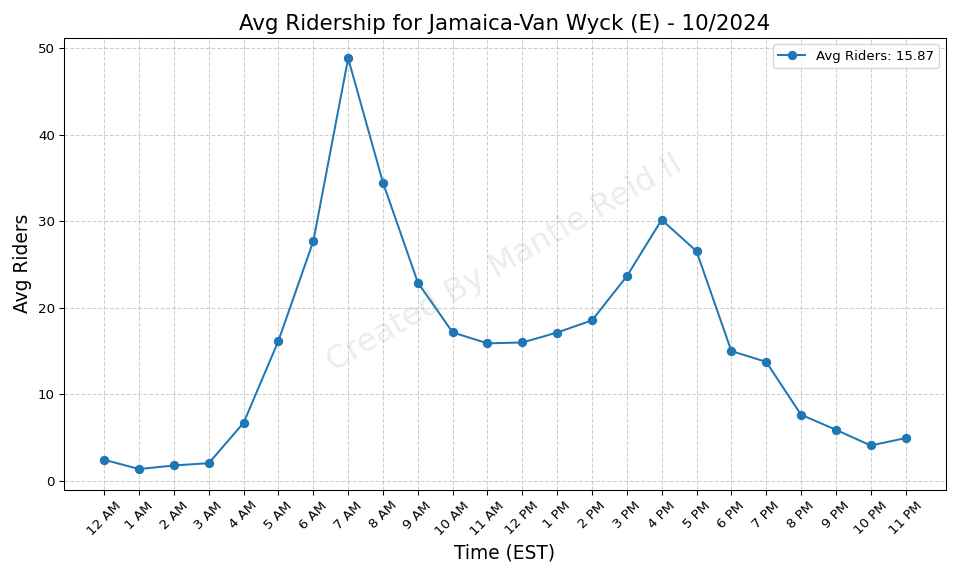 Avg Ridership for Jamaica-Van Wyck (E) - 10/2024
Avg Riders: 15.87
50
40
30
20
10
0
Avg Riders
Created By Mantle Reid II
12 AM
1 AM
2 AM
3 AM
4 AM
5 AM
6 AM
7 AM
8 AM
9 AM
10 AM
11 AM
12 PM
1 PM
2 PM
3 PM
4 PM
5 PM
6 PM
7 PM
8 PM
9 PM
10 PM
11 PM
Time (EST)